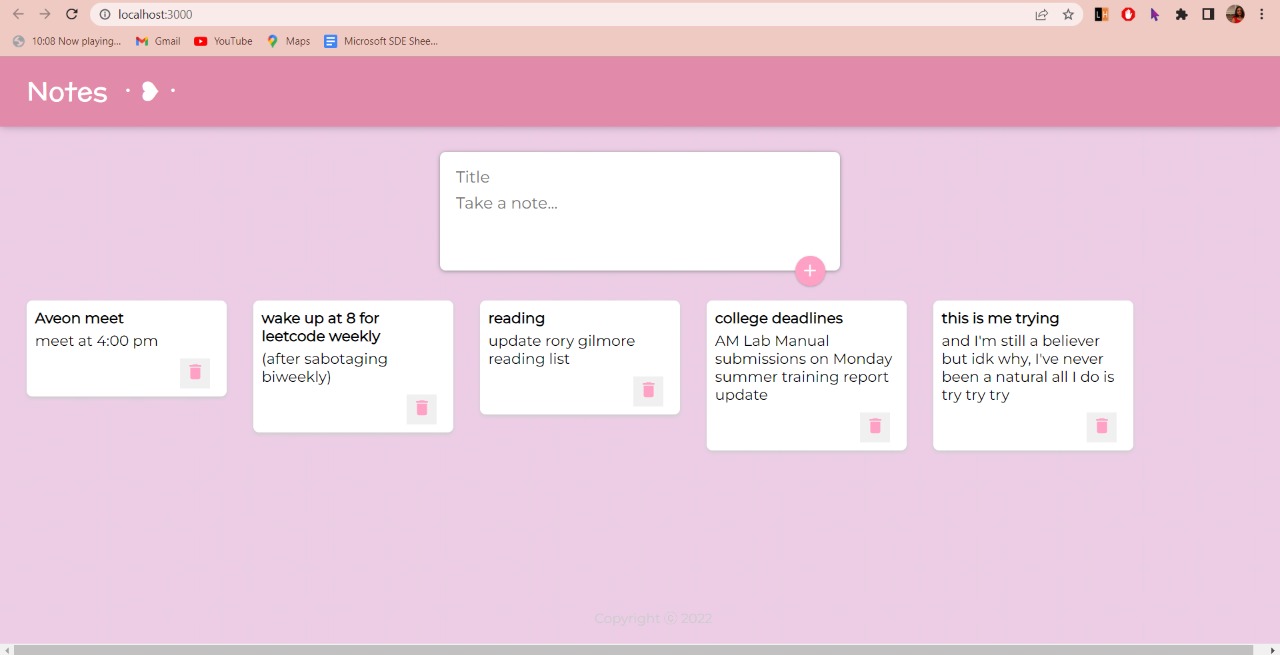 localhost:3000
10:08 Now playing...
Gmail
YouTube
Maps
Microsoft SDE Shee...
Notes
Title
Take a note...
+
Aveon meet
meet at 4:00 pm
wake up at 8 for
leetcode weekly
(after sabotaging
biweekly)
reading
update rory gilmore
reading list
college deadlines
AM Lab Manual
submissions on Monday
summer training report
update
this is me trying
and I'm still a believer
but idk why, I've never
been a natural all I do is
try try try
Copyright ⓒ 2022